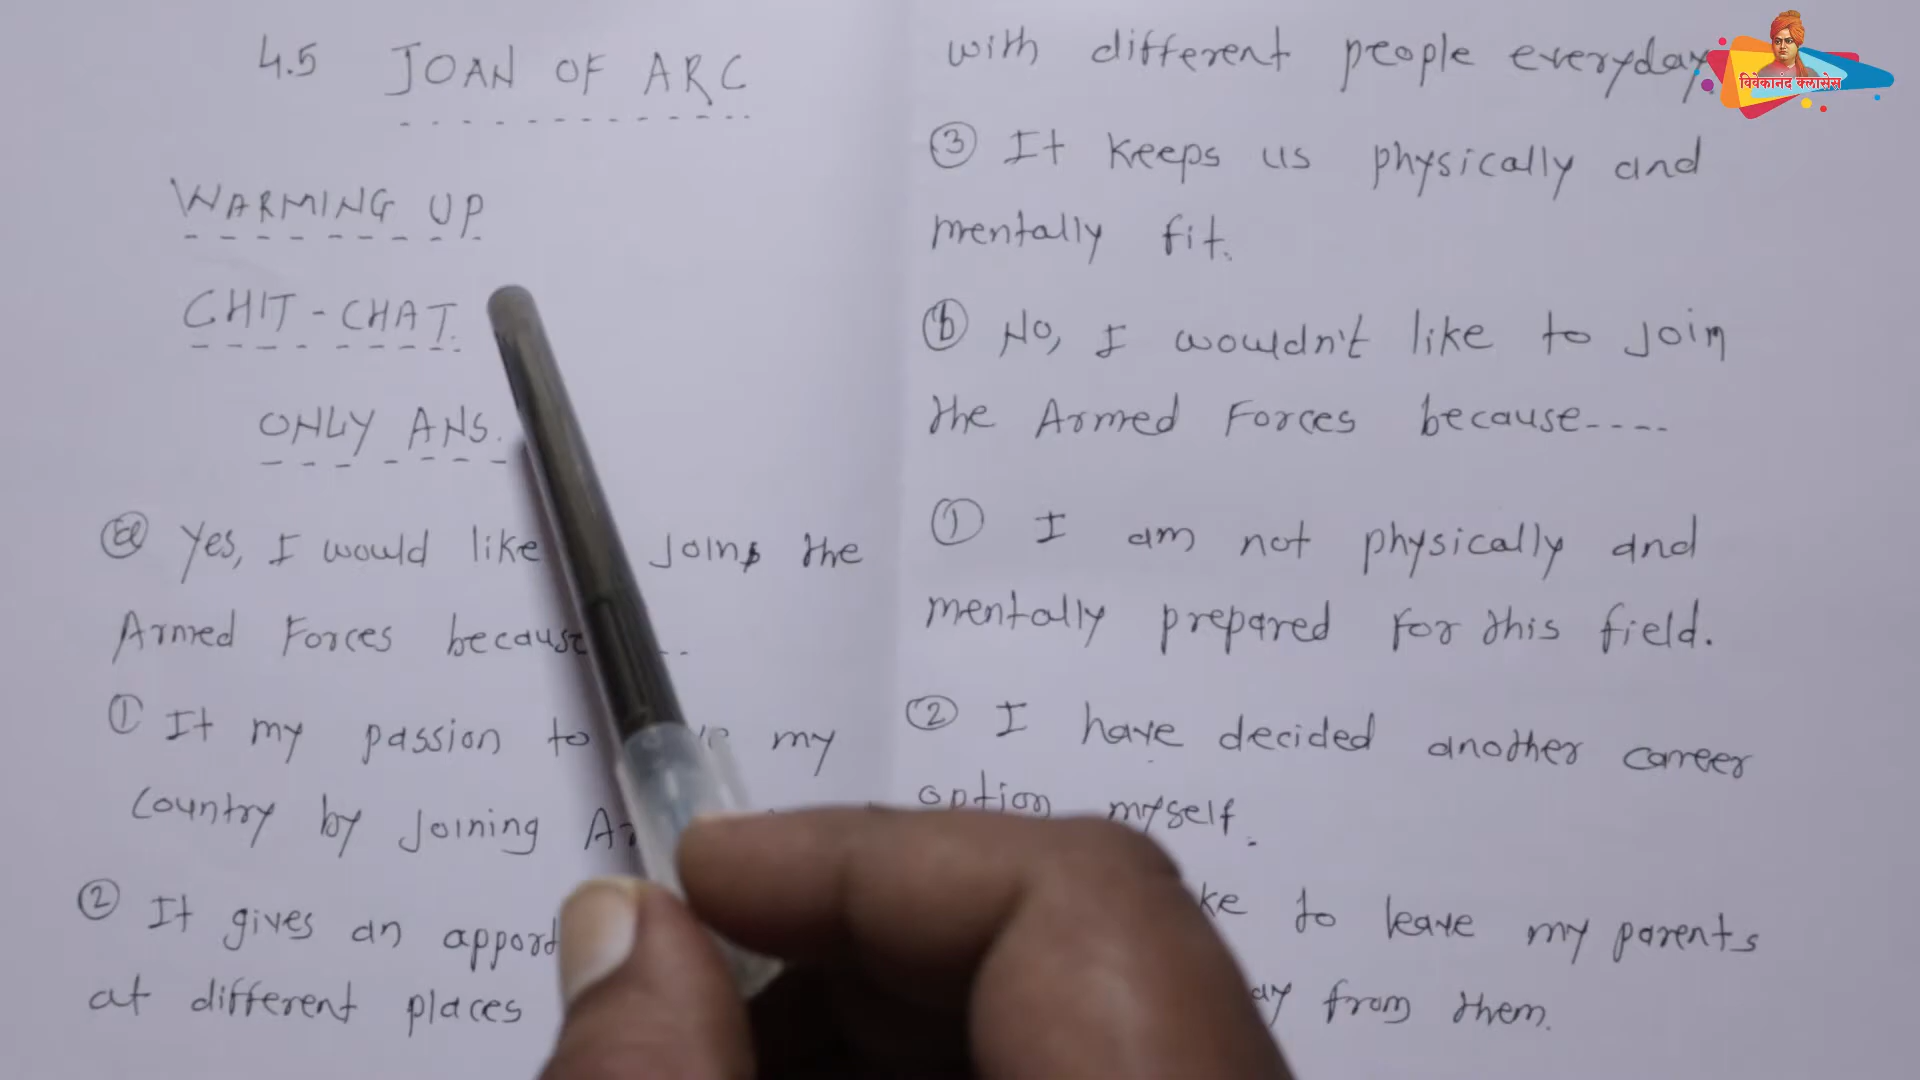 4.5 JOAN OF ARC
WARMING UP
CHIT-CHAT.
ONLY ANS.
Yes, I would like joins the
Armed Forces because ..
① It my passion to my
country by joining
② It gives an
at different places
with different people everyday.
③ It keeps us physically and
mentally fit.
ⓑ No, I wouldn't like to join
the Armed Forces because----
① I am not physically and
mentally prepared for this field.
② I have decided another career
option myself.
to leave my parents
from them.
विवेकानंद क्लासेस